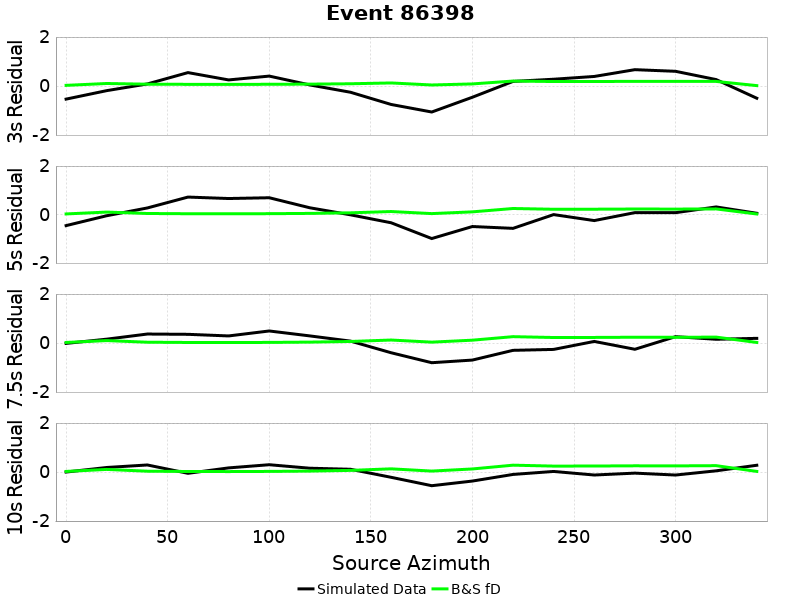 Event 86398
3s Residual
2
0
-2
5s Residual
2
0
-2
7.5s Residual
2
0
-2
10s Residual
2
0
-2
0 50 100 150 200 250 300
Source Azimuth
Simulated Data B&S fD